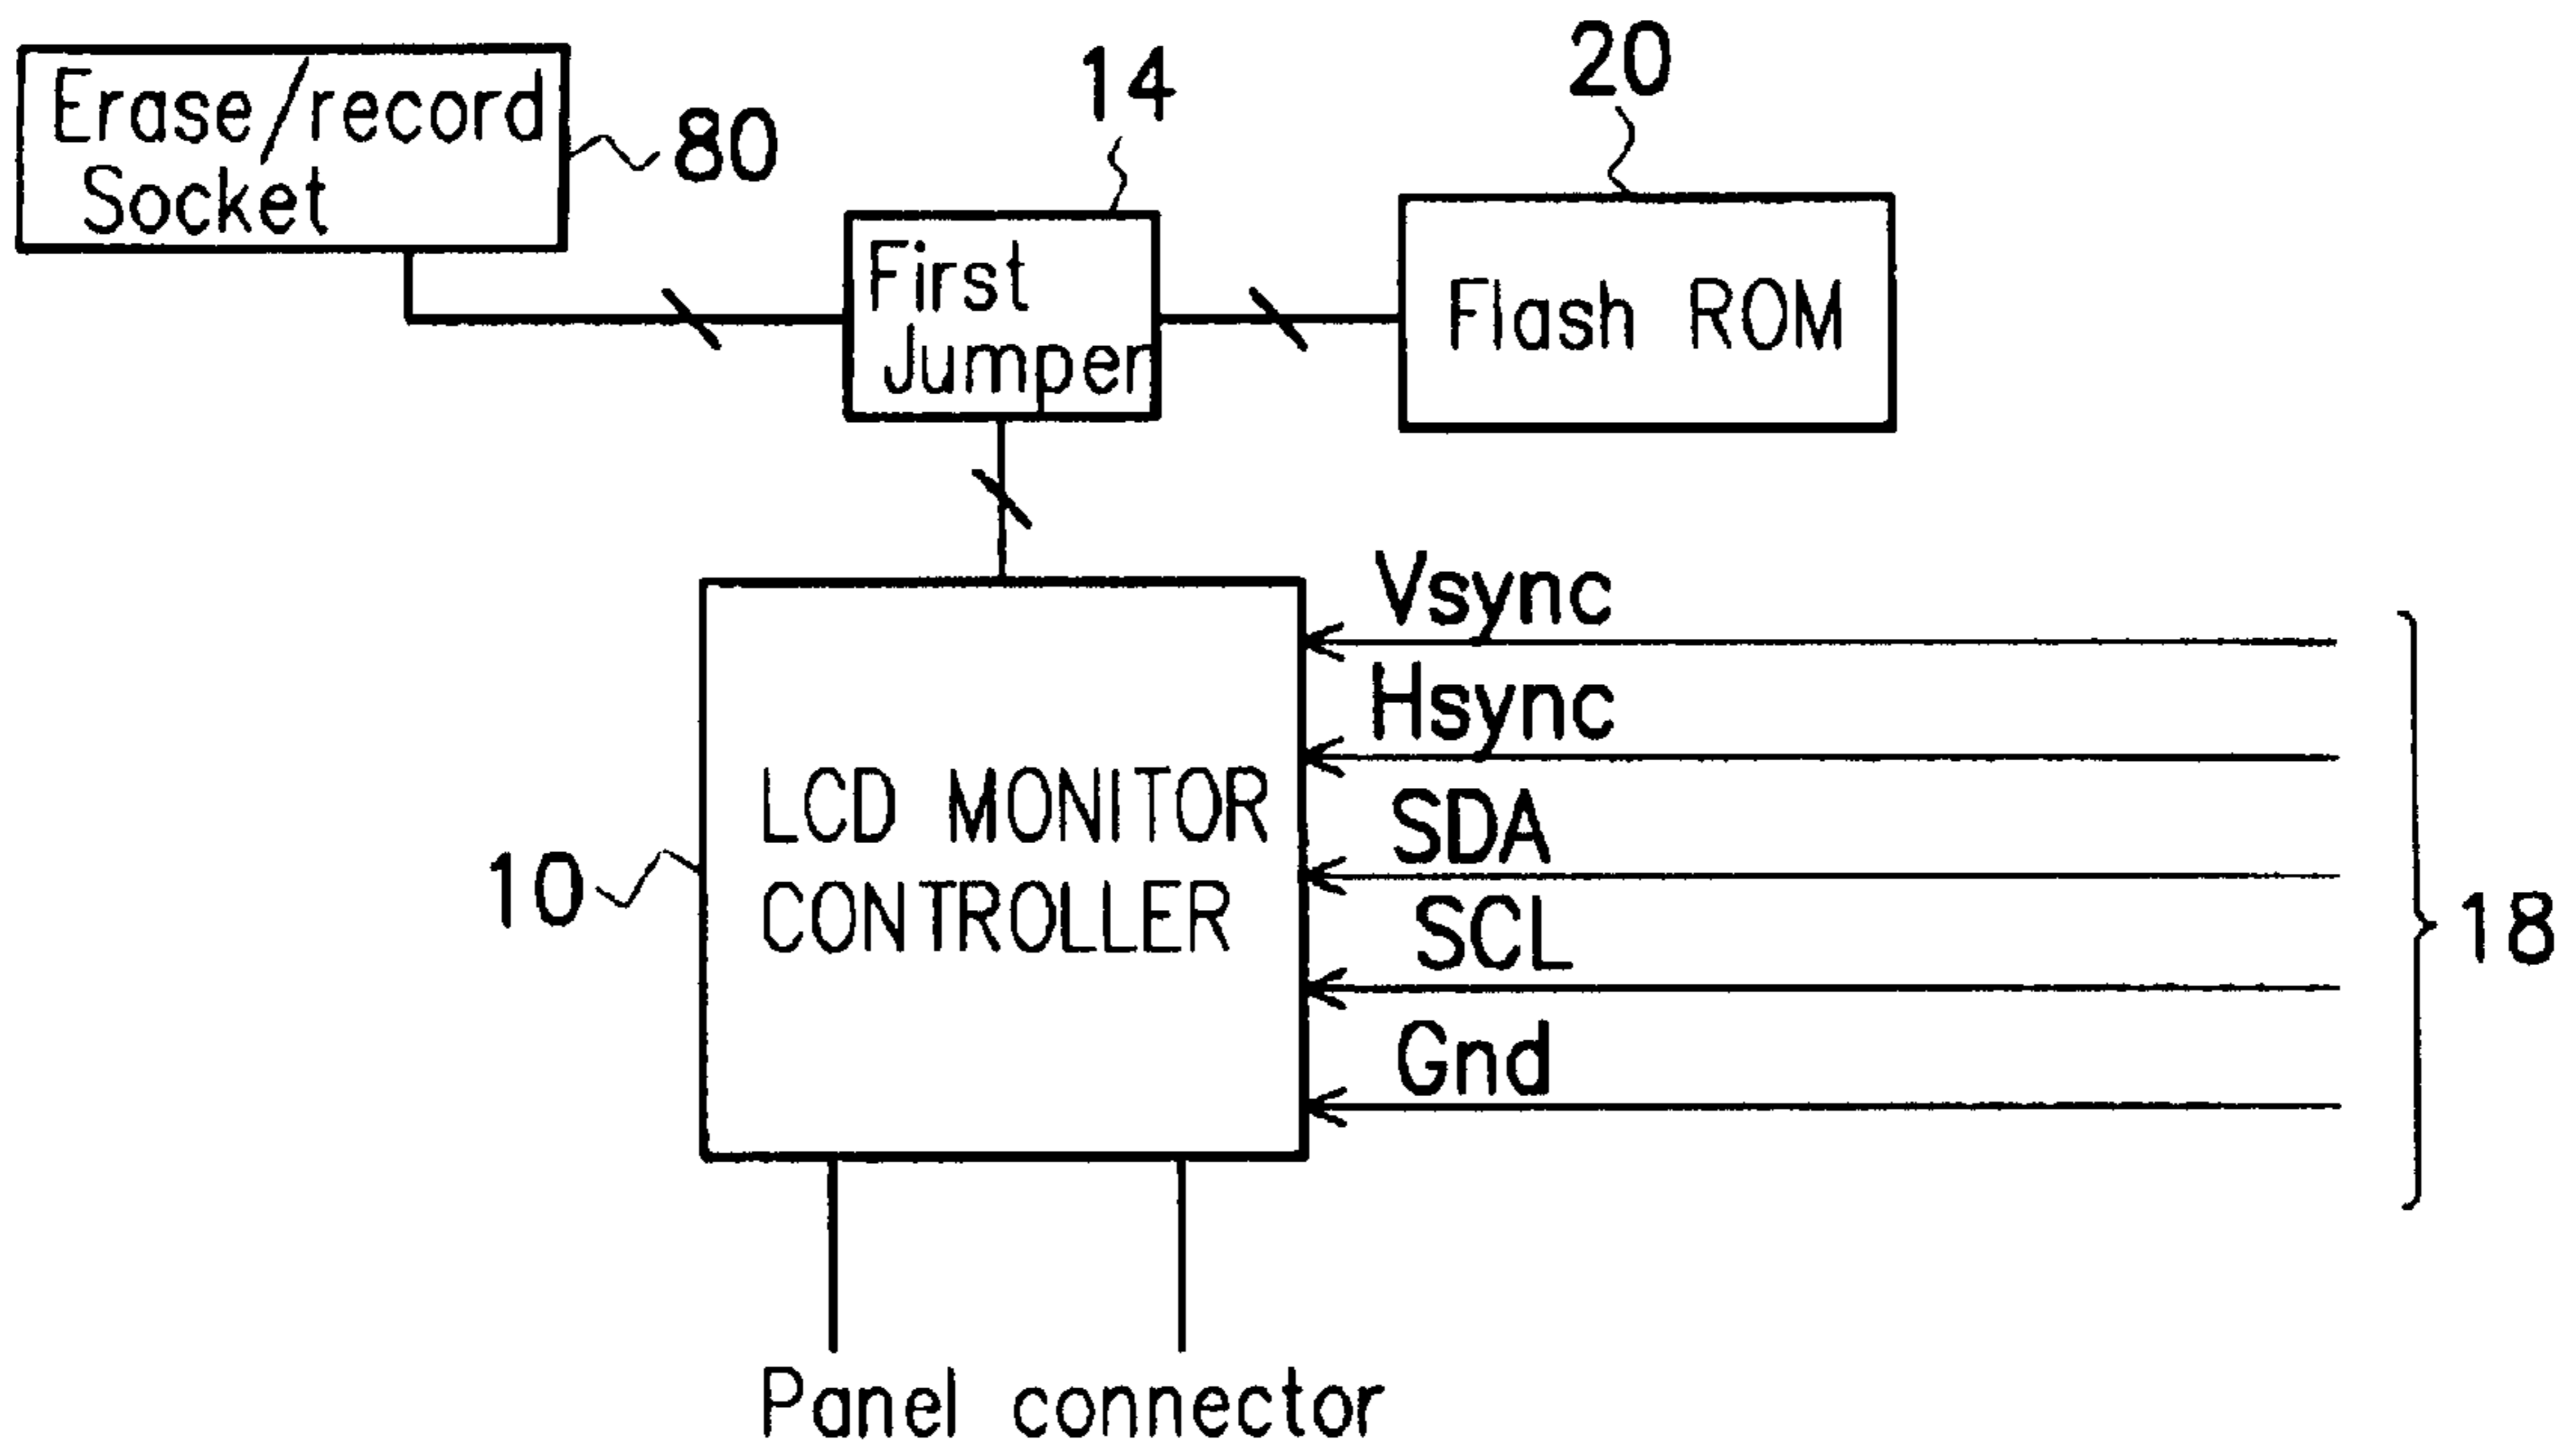 20
14
Erase/record
80
Socket
First
Jumper
Flash ROM
Vsync
Hsync
LCD MONITOR
CONTROLLER
10
SDA
SCL
18
Gnd
Panel connector